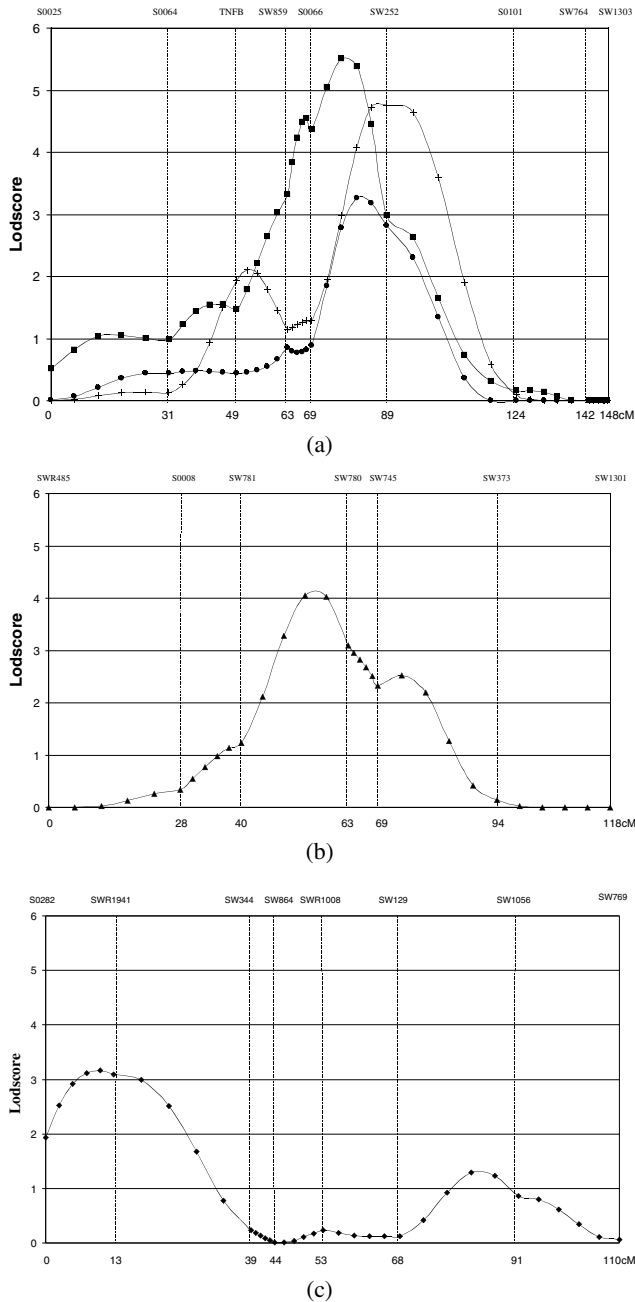 S0025 S0064 TNFB SW859 S0066 SW252 S0101 SW764 SW1303
6
5
4
3
2
1
0
Lodscore
0 31 49 63 69 89 124 142 148cM
(a)
SWR485 S0008 SW781 SW780 SW745 SW373 SW1301
6
5
4
3
2
1
0
Lodscore
0 28 40 63 69 94 118cM
(b)
S0282 SWR1941 SW344 SW864 SWR1008 SW129 SW1056 SW769
6
5
4
3
2
1
0
Lodscore
0 13 39 44 53 68 91 110cM
(c)